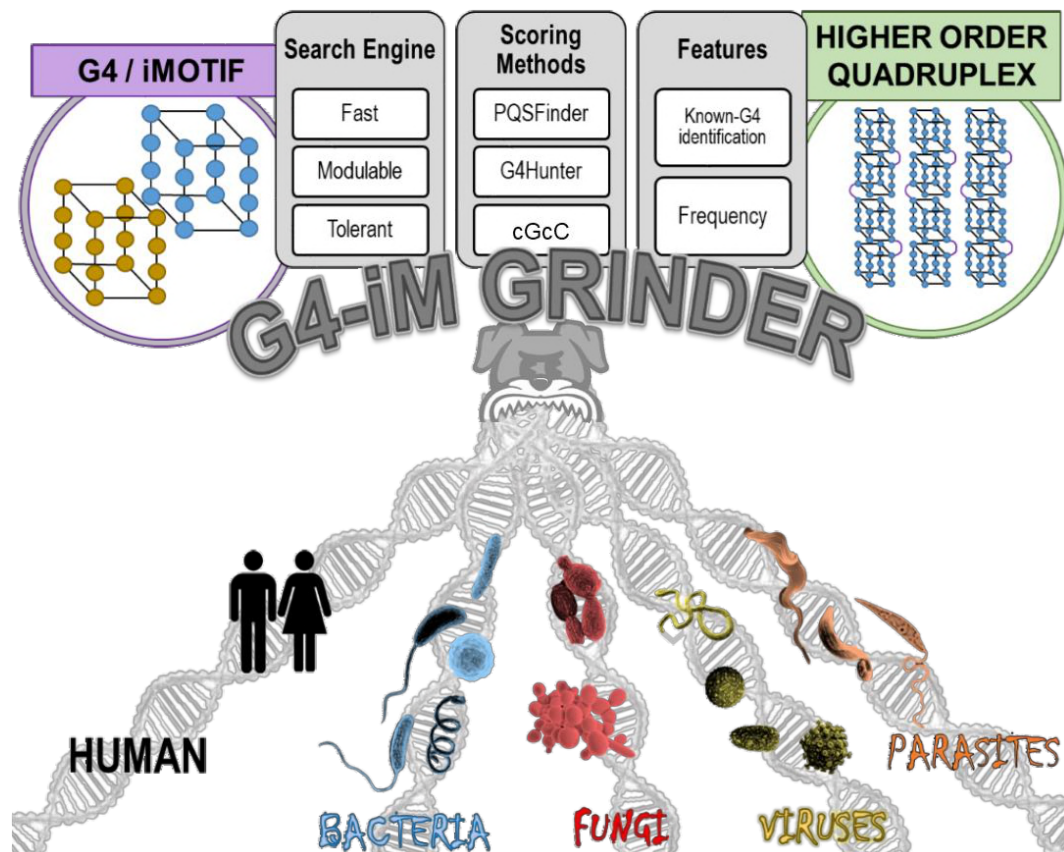 G4 / iMOTIF
Search Engine
Fast
Modulable
Tolerant
Scoring
Methods
PQSFinder
G4Hunter
cGcC
Features
Known-G4
identification
Frequency
HIGHER ORDER
QUADRUPLEX
G4-iM GRINDER
HUMAN
BACTERIA
FUNGI
VIRUSES
PARASITES